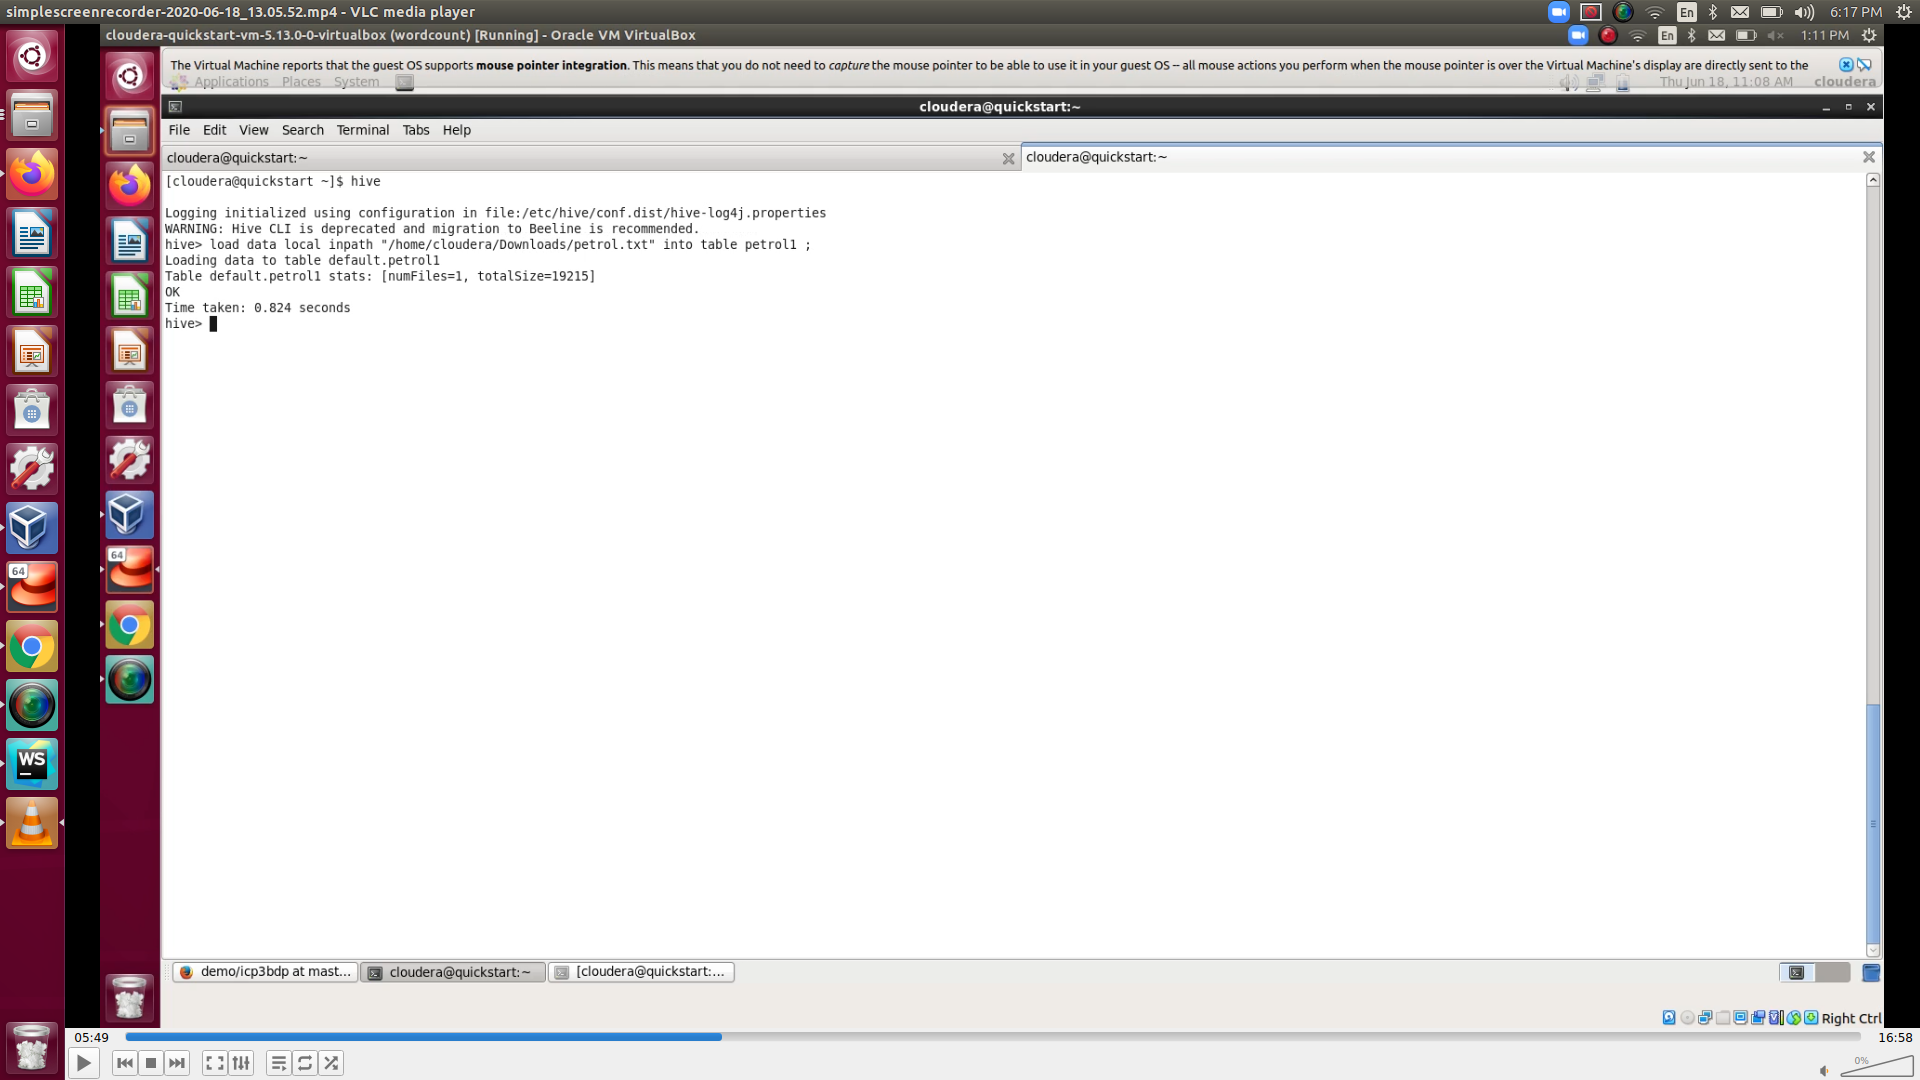 simplescreenrecorder-2020-06-18_13.05.52.mp4 - VLC media player
En
6:17 PM
cloudera-quickstart-vm-5.13.0-0-virtualbox (wordcount) [Running] - Oracle VM VirtualBox
En
1:11 PM
The Virtual Machine reports that the guest OS supports mouse pointer integration. This means that you do not need to capture the mouse pointer to be able to use it in your guest OS -- all mouse actions you perform when the mouse pointer is over the Virtual Machine's display are directly sent to the
Applications Places System
Thu Jun 18, 11:08 AM cloudera
cloudera@quickstart:~
File Edit View Search Terminal Tabs Help
cloudera@quickstart:~
cloudera@quickstart:~
[cloudera@quickstart ~]$ hive
Logging initialized using configuration in file:/etc/hive/conf.dist/hive-log4j.properties
WARNING: Hive CLI is deprecated and migration to Beeline is recommended.
hive> load data local inpath "/home/cloudera/Downloads/petrol.txt" into table petrol1 ;
Loading data to table default.petrol1
Table default.petrol1 stats: [numFiles=1, totalSize=19215]
OK
Time taken: 0.824 seconds
hive>
64
64
WS
demo/icp3bdp at mast...
cloudera@quickstart:~
[cloudera@quickstart:...
Right Ctrl
05:49
16:58
0%